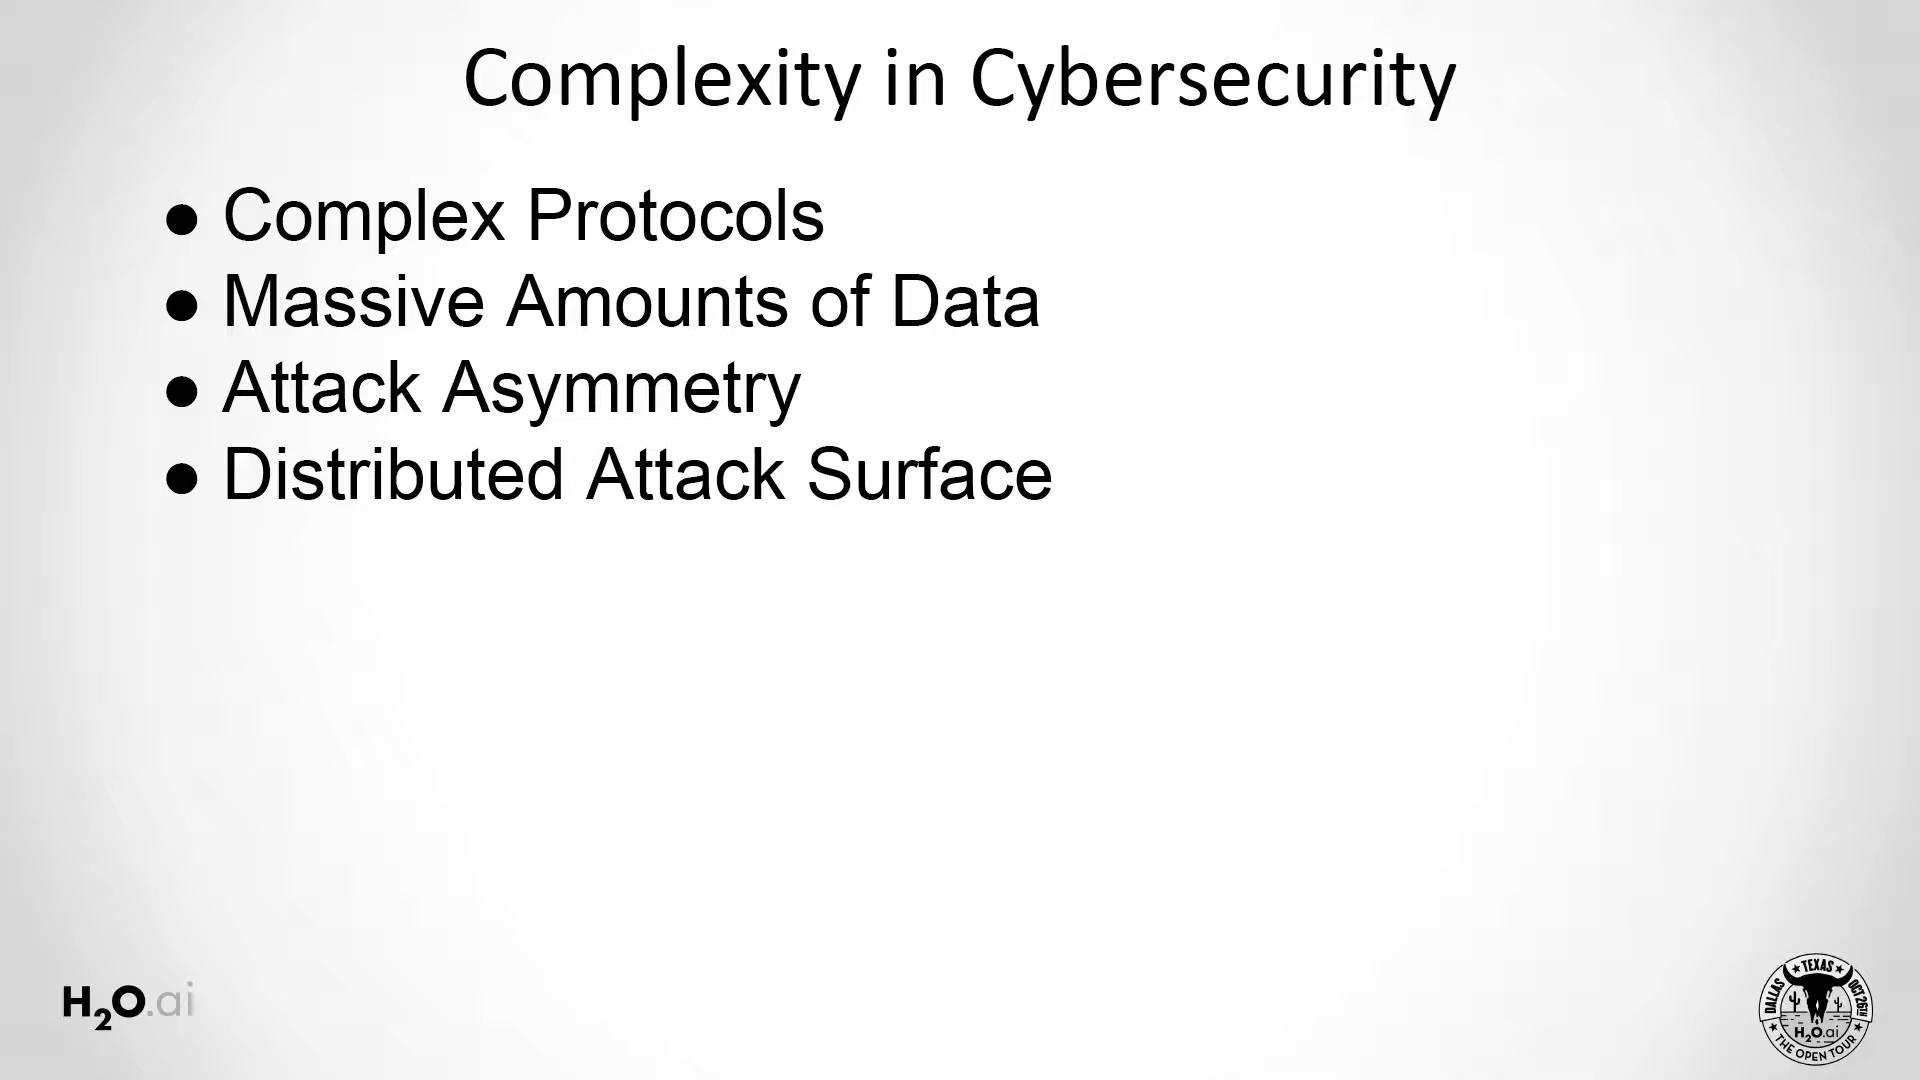 Complexity in Cybersecurity
● Complex Protocols
● Massive Amounts of Data
● Attack Asymmetry
● Distributed Attack Surface
H2O.ai
DALLAS ★ TEXAS ★ OCT 26TH
H2O.ai
★ THE OPEN TOUR ★